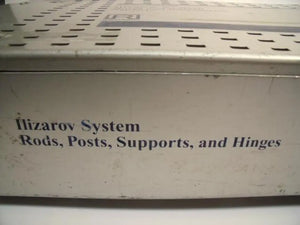 Ilizarov System
Rods, Posts, Supports, and Hinges